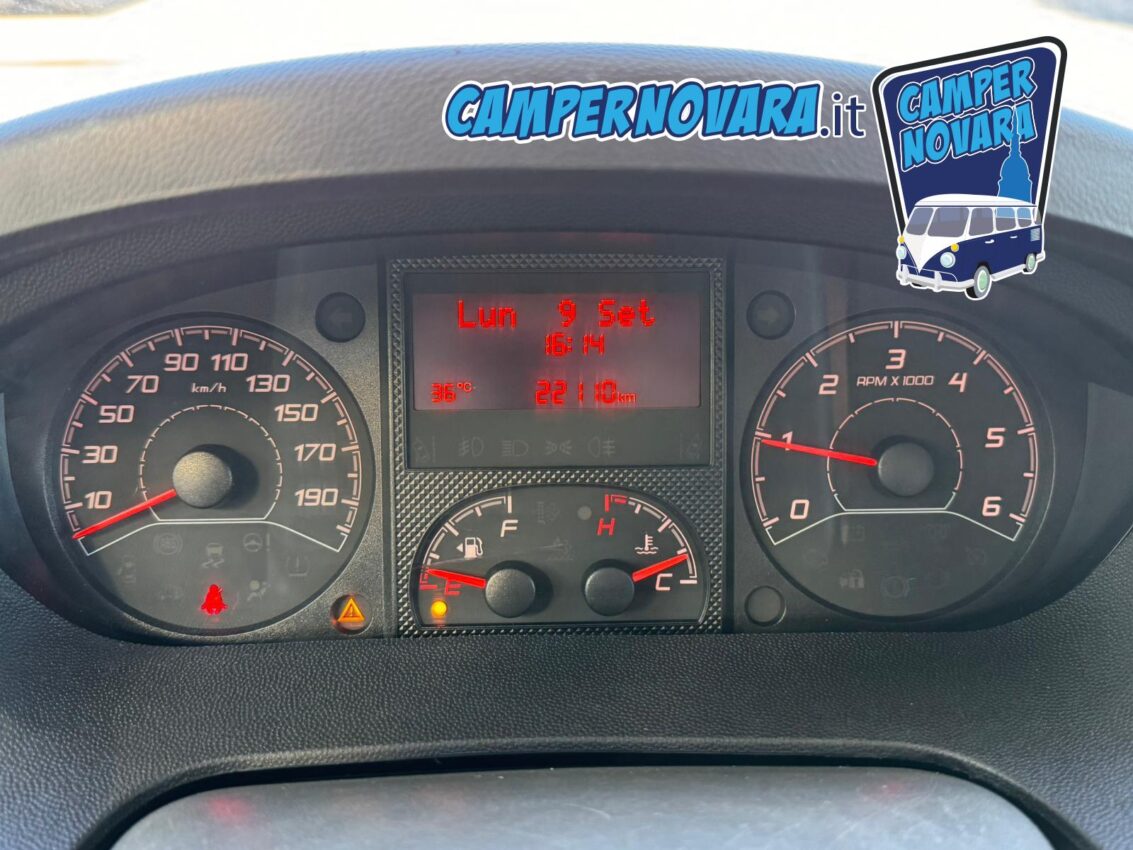 CAMPERNOVARA.it
CAMPER
NOVARA
Lun 9 Set
16:14
36°C 22110km
10 30 50 70 90 110 130 150 170 190
km/h
0 1 2 3 4 5 6
RPM X 1000
E F
H C